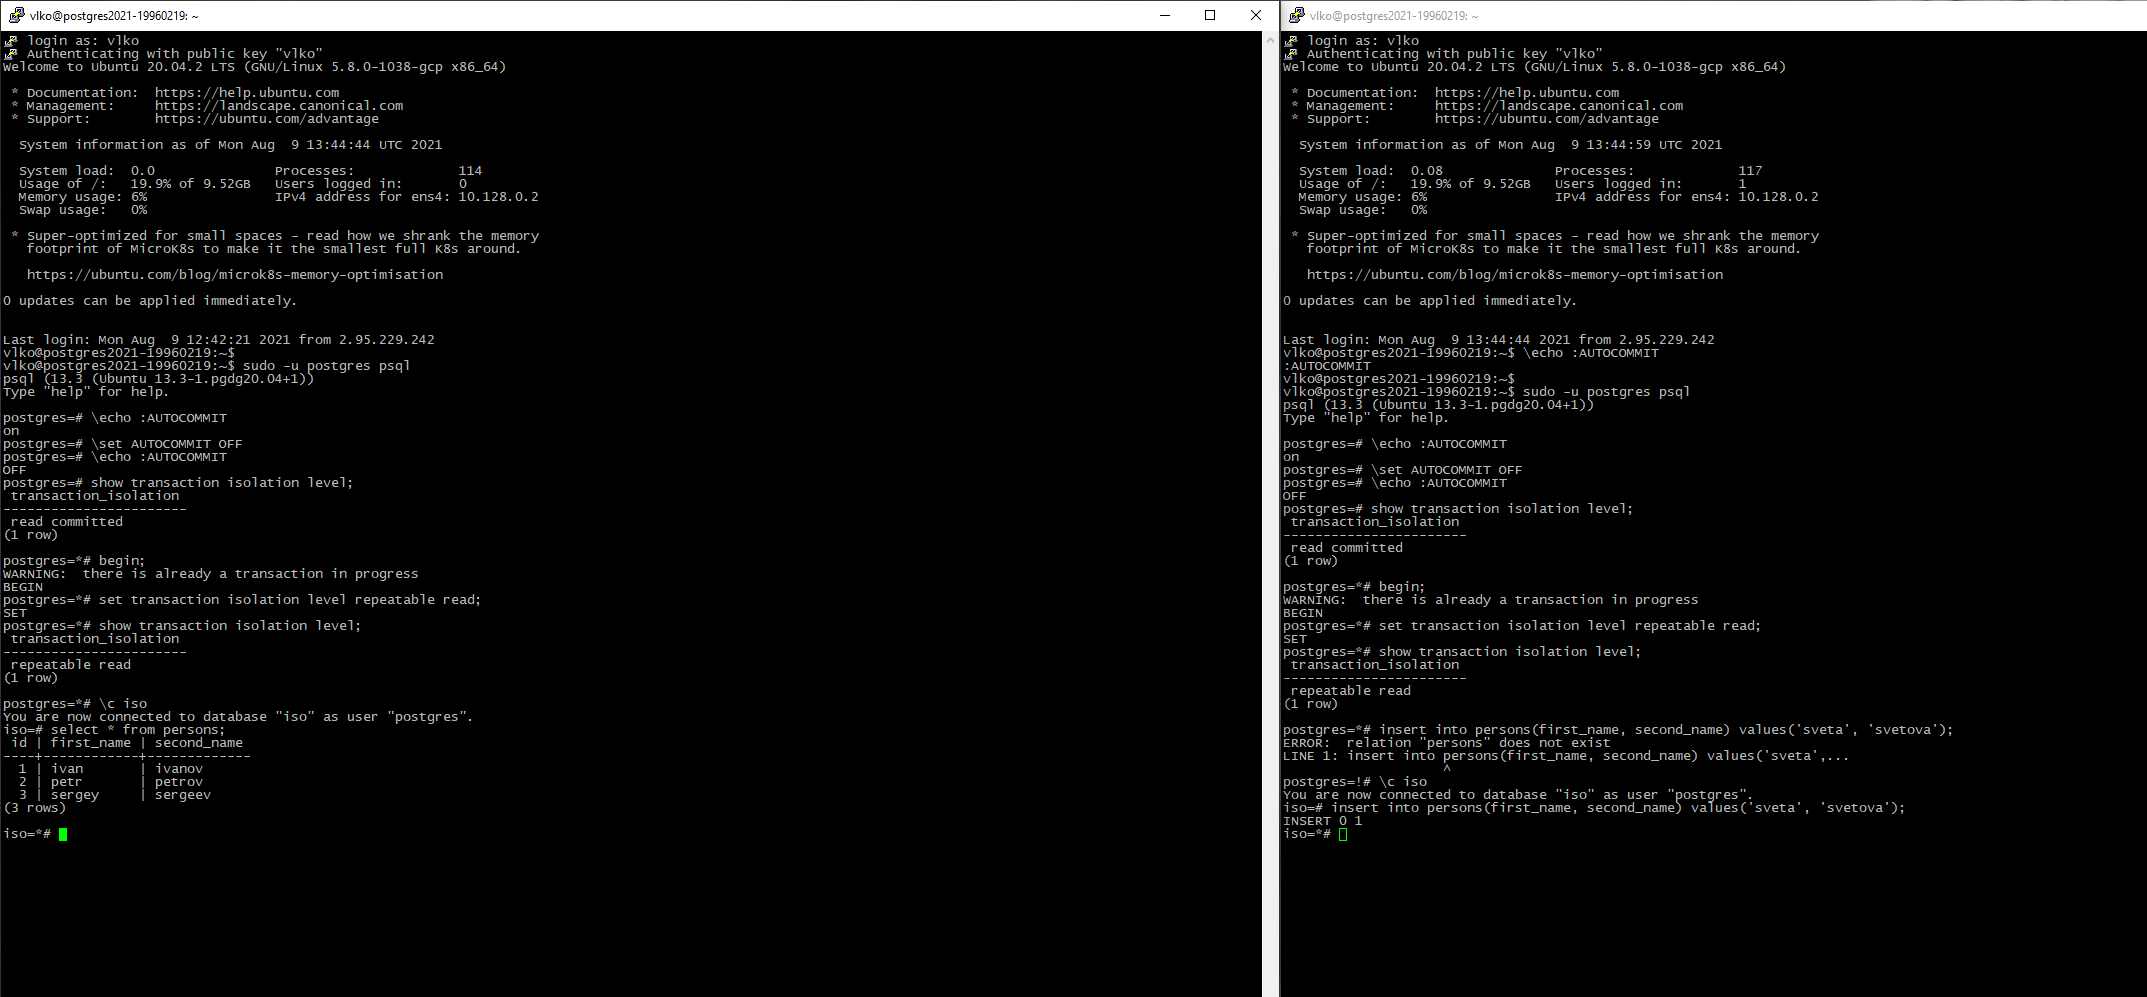 vlko@postgres2021-19960219: ~
login as: vlko
Authenticating with public key "vlko"
Welcome to Ubuntu 20.04.2 LTS (GNU/Linux 5.8.0-1038-gcp x86_64)
* Documentation:  https://help.ubuntu.com
* Management:     https://landscape.canonical.com
* Support:        https://ubuntu.com/advantage
System information as of Mon Aug  9 13:44:44 UTC 2021
System load:  0.0               Processes:             114
Usage of /:   19.9% of 9.52GB   Users logged in:       0
Memory usage: 6%                IPv4 address for ens4: 10.128.0.2
Swap usage:   0%
* Super-optimized for small spaces - read how we shrank the memory
footprint of MicroK8s to make it the smallest full K8s around.
https://ubuntu.com/blog/microk8s-memory-optimisation
0 updates can be applied immediately.
Last login: Mon Aug  9 12:42:21 2021 from 2.95.229.242
vlko@postgres2021-19960219:~$
vlko@postgres2021-19960219:~$ sudo -u postgres psql
psql (13.3 (Ubuntu 13.3-1.pgdg20.04+1))
Type "help" for help.
postgres=# \echo :AUTOCOMMIT
on
postgres=# \set AUTOCOMMIT OFF
postgres=# \echo :AUTOCOMMIT
OFF
postgres=# show transaction isolation level;
transaction_isolation
-----------------------
read committed
(1 row)
postgres=*# begin;
WARNING:  there is already a transaction in progress
BEGIN
postgres=*# set transaction isolation level repeatable read;
SET
postgres=*# show transaction isolation level;
transaction_isolation
-----------------------
repeatable read
(1 row)
postgres=*# \c iso
You are now connected to database "iso" as user "postgres".
iso=# select * from persons;
id | first_name | second_name
----+------------+-------------
1 | ivan       | ivanov
2 | petr       | petrov
3 | sergey     | sergeev
(3 rows)
iso=*#
vlko@postgres2021-19960219: ~
login as: vlko
Authenticating with public key "vlko"
Welcome to Ubuntu 20.04.2 LTS (GNU/Linux 5.8.0-1038-gcp x86_64)
* Documentation:  https://help.ubuntu.com
* Management:     https://landscape.canonical.com
* Support:        https://ubuntu.com/advantage
System information as of Mon Aug  9 13:44:59 UTC 2021
System load:  0.08              Processes:             117
Usage of /:   19.9% of 9.52GB   Users logged in:       1
Memory usage: 6%                IPv4 address for ens4: 10.128.0.2
Swap usage:   0%
* Super-optimized for small spaces - read how we shrank the memory
footprint of MicroK8s to make it the smallest full K8s around.
https://ubuntu.com/blog/microk8s-memory-optimisation
0 updates can be applied immediately.
Last login: Mon Aug  9 13:44:44 2021 from 2.95.229.242
vlko@postgres2021-19960219:~$ \echo :AUTOCOMMIT
:AUTOCOMMIT
vlko@postgres2021-19960219:~$
vlko@postgres2021-19960219:~$ sudo -u postgres psql
psql (13.3 (Ubuntu 13.3-1.pgdg20.04+1))
Type "help" for help.
postgres=# \echo :AUTOCOMMIT
on
postgres=# \set AUTOCOMMIT OFF
postgres=# \echo :AUTOCOMMIT
OFF
postgres=# show transaction isolation level;
transaction_isolation
-----------------------
read committed
(1 row)
postgres=*# begin;
WARNING:  there is already a transaction in progress
BEGIN
postgres=*# set transaction isolation level repeatable read;
SET
postgres=*# show transaction isolation level;
transaction_isolation
-----------------------
repeatable read
(1 row)
postgres=*# insert into persons(first_name, second_name) values('sveta', 'svetova');
ERROR:  relation "persons" does not exist
LINE 1: insert into persons(first_name, second_name) values('sveta',...
^
postgres=!# \c iso
You are now connected to database "iso" as user "postgres".
iso=# insert into persons(first_name, second_name) values('sveta', 'svetova');
INSERT 0 1
iso=*#